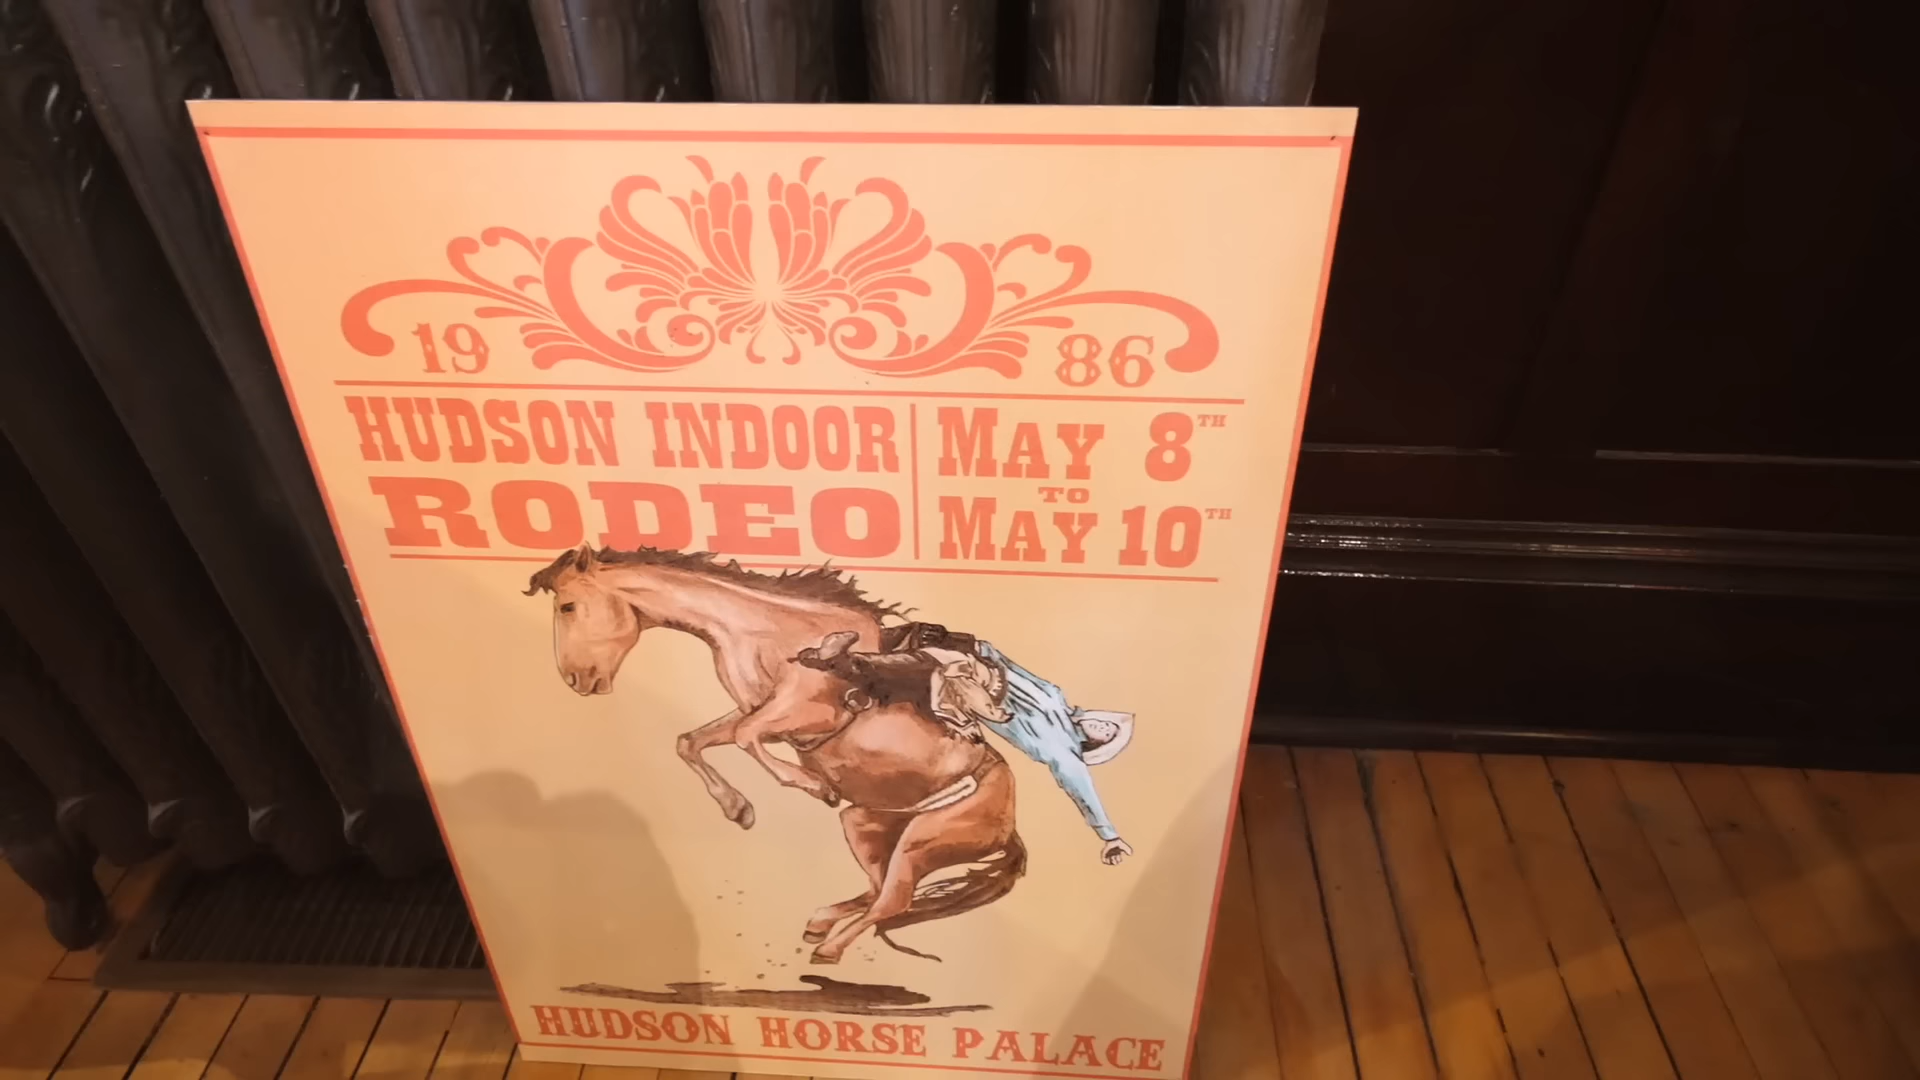 19 86
HUDSON INDOOR
RODEO
MAY 8TH
TO
MAY 10TH
HUDSON HORSE PALACE